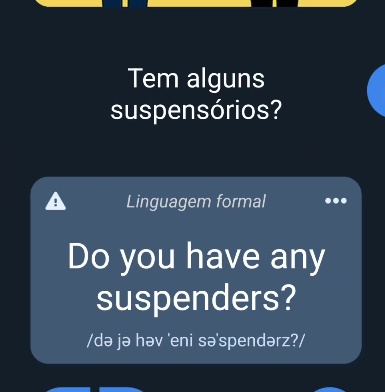 Tem alguns
suspensórios?
Linguagem formal
Do you have any
suspenders?
/də jə həv 'eni sə'spendərz?/